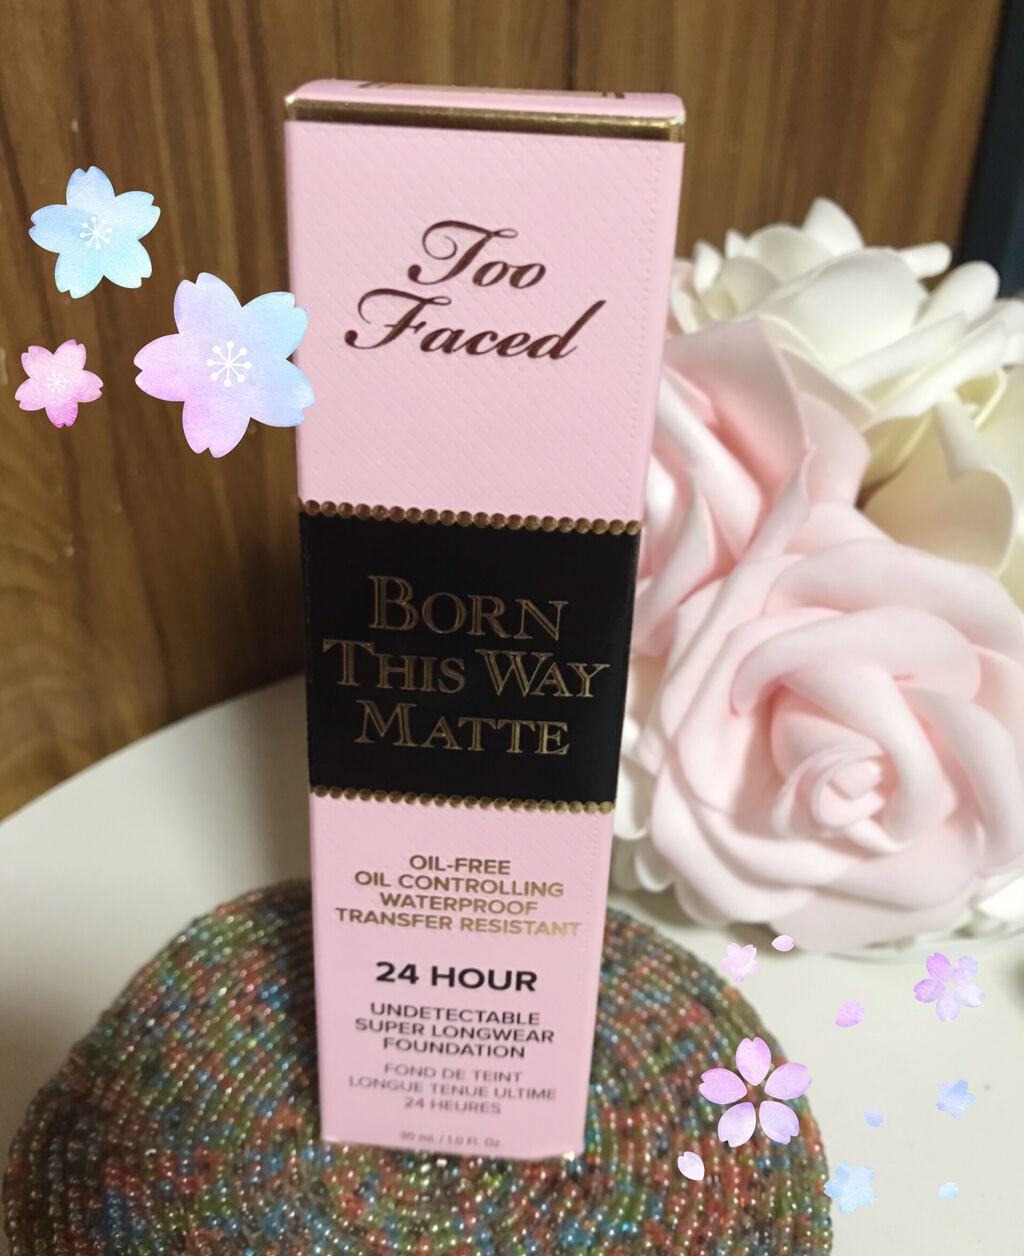 Too
Faced
BORN
THIS WAY
MATTE
OIL-FREE
OIL CONTROLLING
WATERPROOF
TRANSFER RESISTANT
24 HOUR
UNDETECTABLE
SUPER LONGWEAR
FOUNDATION
FOND DE TEINT
LONGUE TENUE ULTIME
24 HEURES
30 mL / 1.0 Fl. Oz.